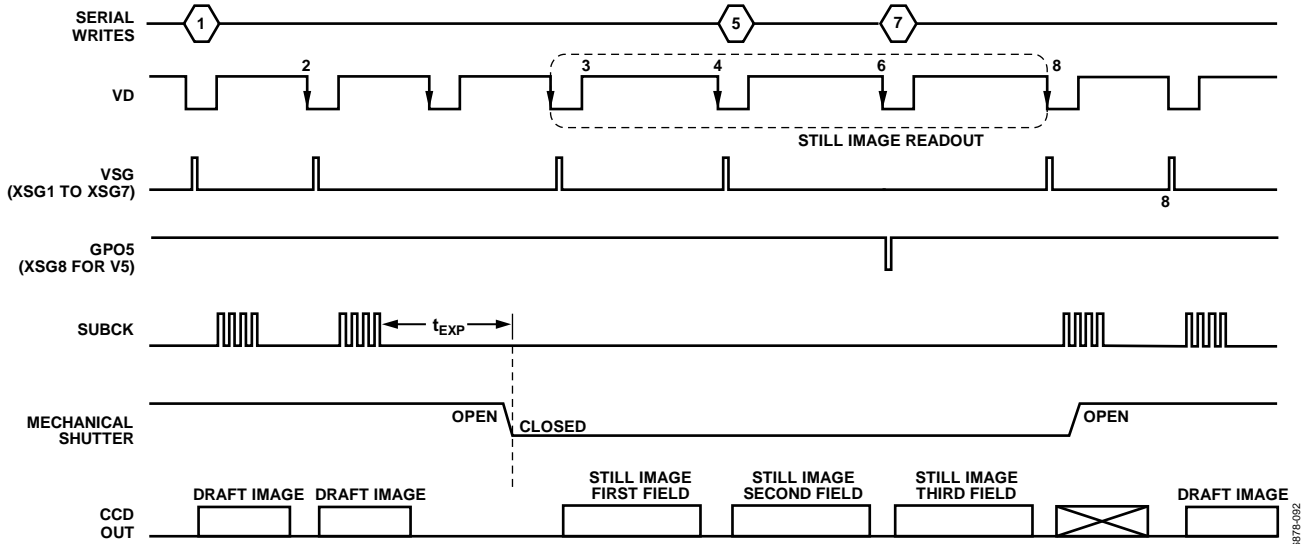 SERIAL
WRITES
1
5
7
VD
2
3
4
6
8
STILL IMAGE READOUT
VSG
(XSG1 TO XSG7)
8
GPO5
(XSG8 FOR V5)
SUBCK
tEXP
MECHANICAL
SHUTTER
OPEN
CLOSED
OPEN
CCD
OUT
DRAFT IMAGE
DRAFT IMAGE
STILL IMAGE
FIRST FIELD
STILL IMAGE
SECOND FIELD
STILL IMAGE
THIRD FIELD
DRAFT IMAGE